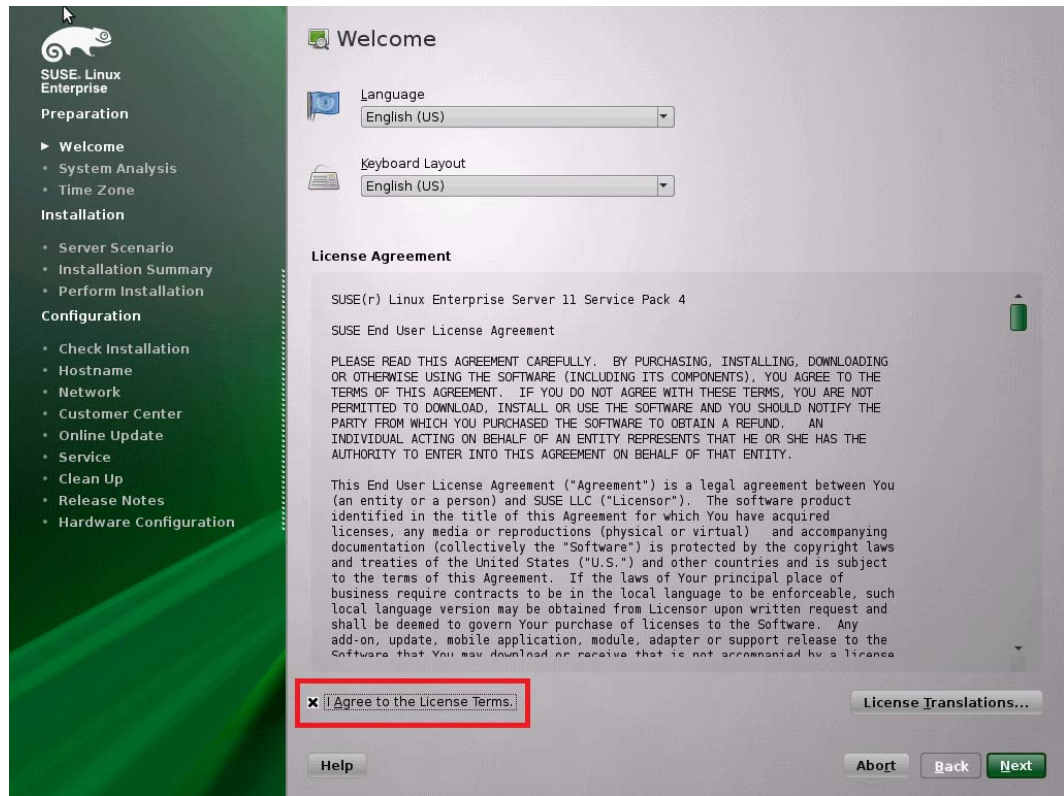 SUSE. Linux
Enterprise
Preparation
Welcome
System Analysis
Time Zone
Installation
Server Scenario
Installation Summary
Perform Installation
Configuration
Check Installation
Hostname
Network
Customer Center
Online Update
Service
Clean Up
Release Notes
Hardware Configuration
Welcome
Language
English (US)
Keyboard Layout
English (US)
License Agreement
SUSE(r) Linux Enterprise Server 11 Service Pack 4
SUSE End User License Agreement
PLEASE READ THIS AGREEMENT CAREFULLY. BY PURCHASING, INSTALLING, DOWNLOADING
OR OTHERWISE USING THE SOFTWARE (INCLUDING ITS COMPONENTS), YOU AGREE TO THE
TERMS OF THIS AGREEMENT. IF YOU DO NOT AGREE WITH THESE TERMS, YOU ARE NOT
PERMITTED TO DOWNLOAD, INSTALL OR USE THE SOFTWARE AND YOU SHOULD NOTIFY THE
PARTY FROM WHICH YOU PURCHASED THE SOFTWARE TO OBTAIN A REFUND. AN
INDIVIDUAL ACTING ON BEHALF OF AN ENTITY REPRESENTS THAT HE OR SHE HAS THE
AUTHORITY TO ENTER INTO THIS AGREEMENT ON BEHALF OF THAT ENTITY.
This End User License Agreement ("Agreement") is a legal agreement between You
(an entity or a person) and SUSE LLC ("Licensor"). The software product
identified in the title of this Agreement for which You have acquired
licenses, any media or reproductions (physical or virtual) and accompanying
documentation (collectively the "Software") is protected by the copyright laws
and treaties of the United States ("U.S.") and other countries and is subject
to the terms of this Agreement. If the laws of Your principal place of
business require contracts to be in the local language to be enforceable, such
local language version may be obtained from Licensor upon written request and
shall be deemed to govern Your purchase of licenses to the Software. Any
add-on, update, mobile application, module, adapter or support release to the
Software that You may download or receive that is not accompanied by a license
I Agree to the License Terms.
License Translations...
Help
Abort
Back
Next